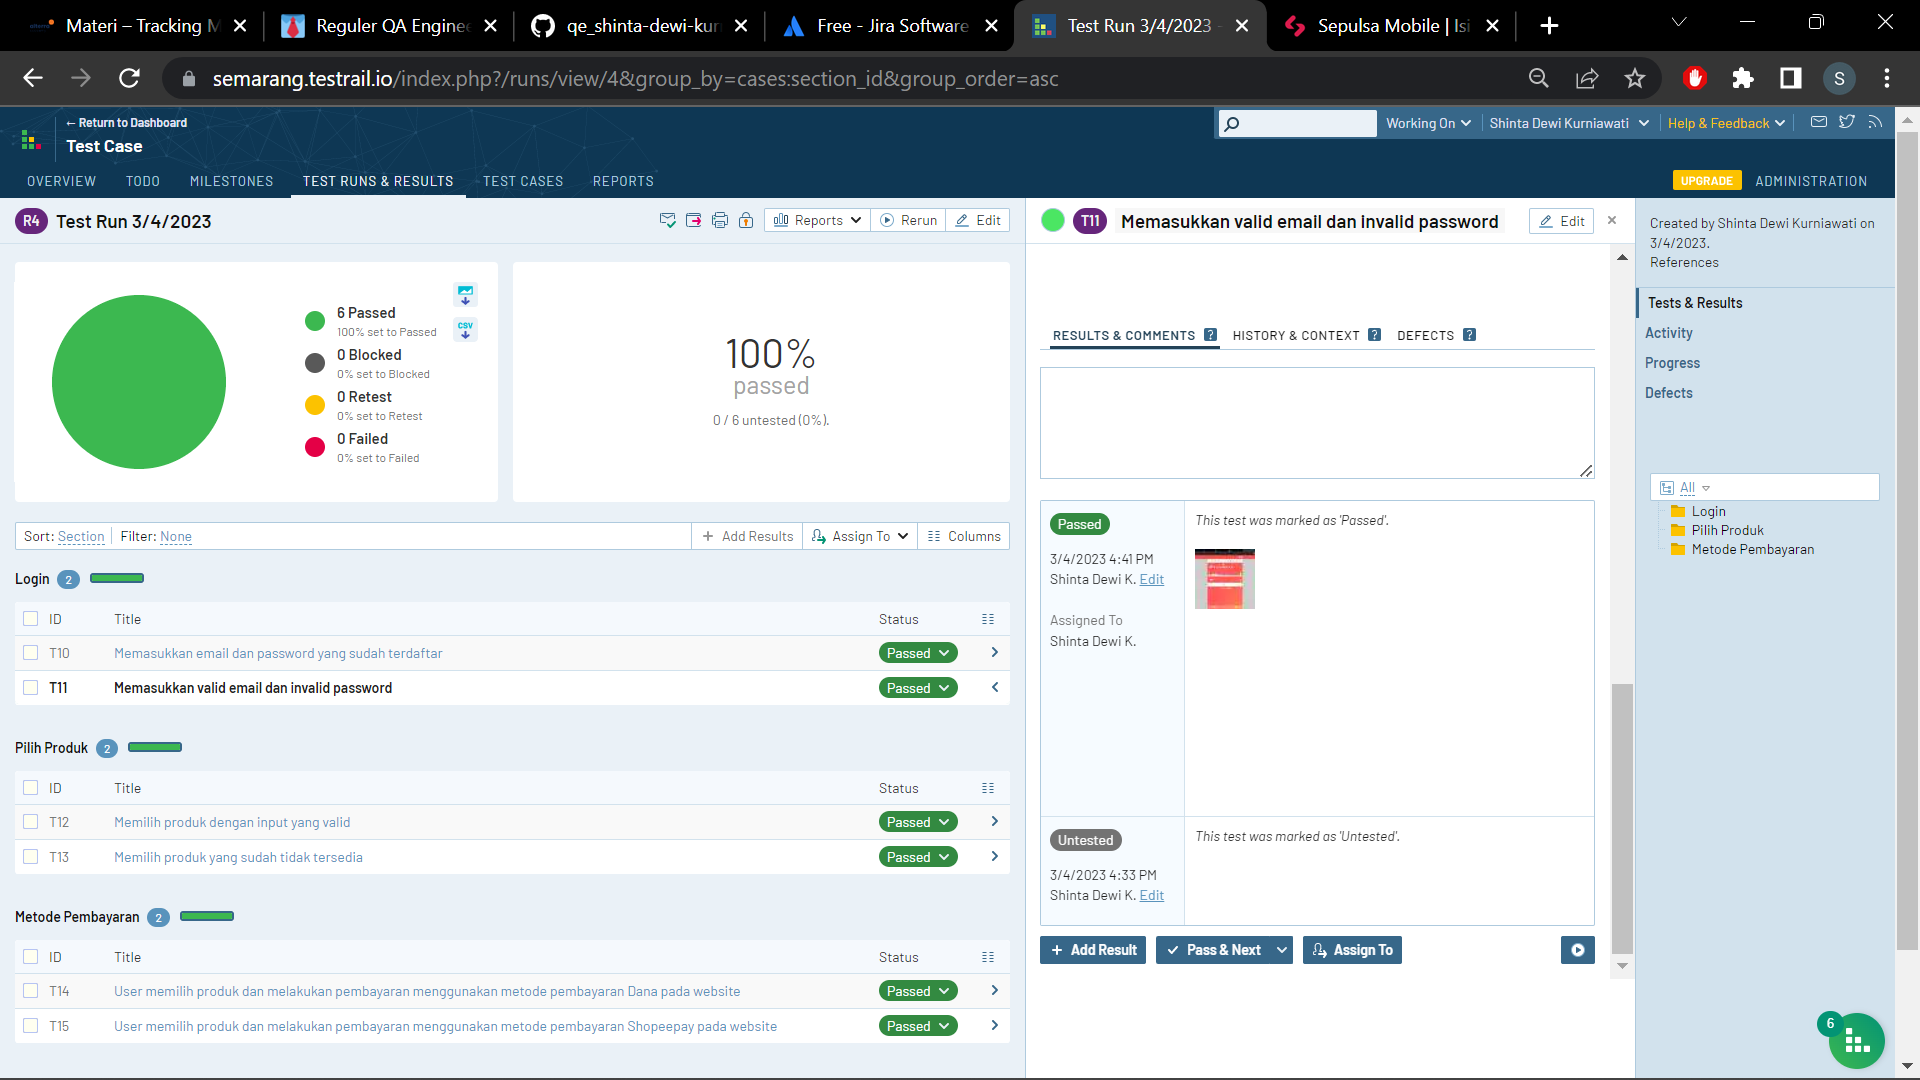 Materi – Tracking M
Reguler QA Enginee
qe_shinta-dewi-kur
Free - Jira Software
Test Run 3/4/2023 -
Sepulsa Mobile | Isi
semarang.testrail.io/index.php?/runs/view/4&group_by=cases:section_id&group_order=asc
S
← Return to Dashboard
Test Case
Working On
Shinta Dewi Kurniawati
Help & Feedback
OVERVIEW
TODO
MILESTONES
TEST RUNS & RESULTS
TEST CASES
REPORTS
UPGRADE
ADMINISTRATION
R4
Test Run 3/4/2023
Reports
Rerun
Edit
6 Passed
100% set to Passed
0 Blocked
0% set to Blocked
0 Retest
0% set to Retest
0 Failed
0% set to Failed
CSV
100%
passed
0 / 6 untested (0%).
Sort: Section
Filter: None
Add Results
Assign To
Columns
Login 2
ID Title Status
T10 Memasukkan email dan password yang sudah terdaftar Passed
T11 Memasukkan valid email dan invalid password Passed
Pilih Produk 2
ID Title Status
T12 Memilih produk dengan input yang valid Passed
T13 Memilih produk yang sudah tidak tersedia Passed
Metode Pembayaran 2
ID Title Status
T14 User memilih produk dan melakukan pembayaran menggunakan metode pembayaran Dana pada website Passed
T15 User memilih produk dan melakukan pembayaran menggunakan metode pembayaran Shopeepay pada website Passed
T11
Memasukkan valid email dan invalid password
Edit
×
RESULTS & COMMENTS ?
HISTORY & CONTEXT ?
DEFECTS ?
Passed
This test was marked as 'Passed'.
3/4/2023 4:41 PM
Shinta Dewi K. Edit
Assigned To
Shinta Dewi K.
Untested
This test was marked as 'Untested'.
3/4/2023 4:33 PM
Shinta Dewi K. Edit
Add Result
Pass & Next
Assign To
Created by Shinta Dewi Kurniawati on
3/4/2023.
References
Tests & Results
Activity
Progress
Defects
All
Login
Pilih Produk
Metode Pembayaran
6